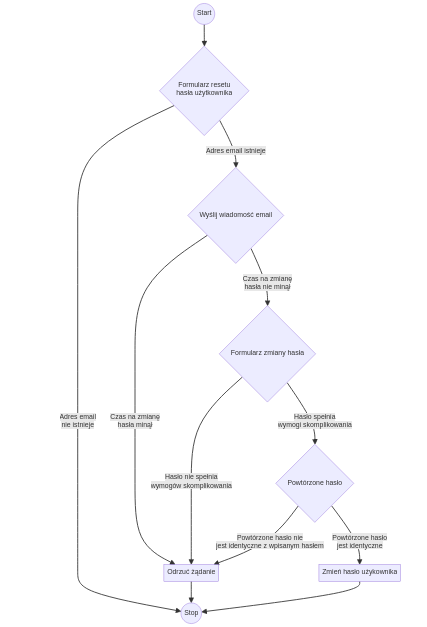 Start
Formularz resetu
hasła użytkownika
Adres email istnieje
Wyślij wiadomość email
Czas na zmianę
hasła nie minął
Formularz zmiany hasła
Adres email
nie istnieje
Czas na zmianę
hasła minął
Hasło spełnia
wymogi skomplikowania
Hasło nie spełnia
wymogów skomplikowania
Powtórzone hasło
Powtórzone hasło nie
jest identyczne z wpisanym hasłem
Powtórzone hasło
jest identyczne
Odrzuć żądanie
Zmień hasło użykownika
Stop